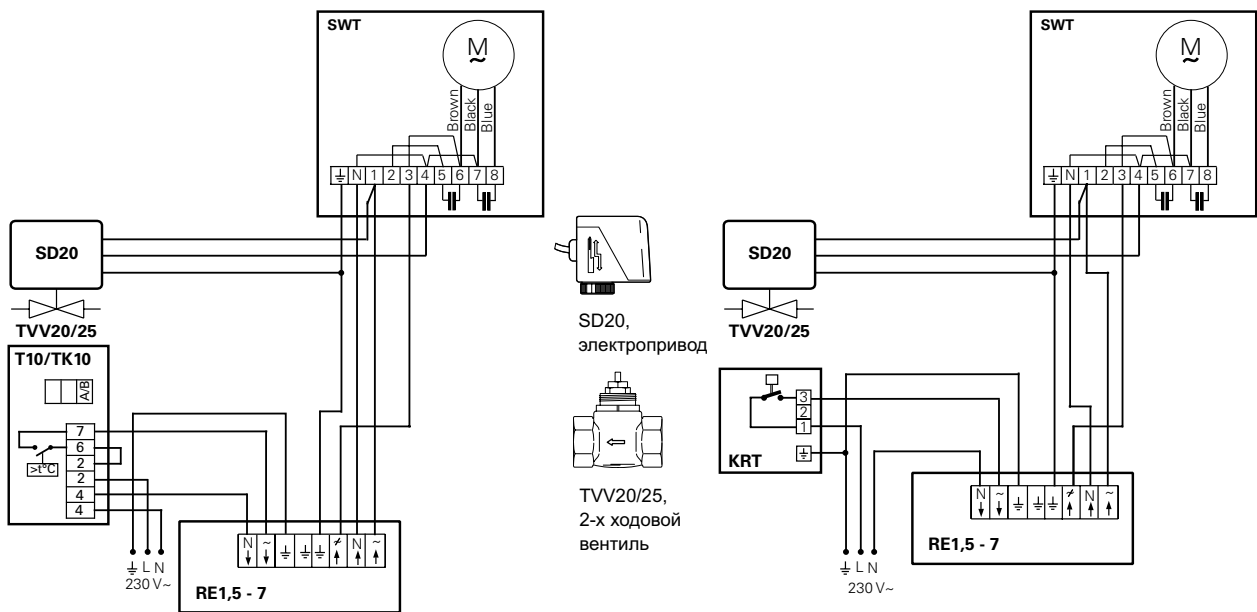 SWT
M
~
Brown
Black
Blue
⏚ N 1 2 3 4 5 6 7 8
SD20
TVV20/25
T10/TK10
A/B
7
6
2
2
4
4
>t°C
⏚ L N
230 V~
N ~ ⏚ ⏚ ⏚ ≁ N ~
RE1,5 - 7
SD20,
электропривод
TVV20/25,
2-х ходовой
вентиль
SWT
M
~
Brown
Black
Blue
⏚ N 1 2 3 4 5 6 7 8
SD20
TVV20/25
3
2
1
⏚
KRT
⏚ L N
230 V~
N ~ ⏚ ⏚ ⏚ ≁ N ~
RE1,5 - 7